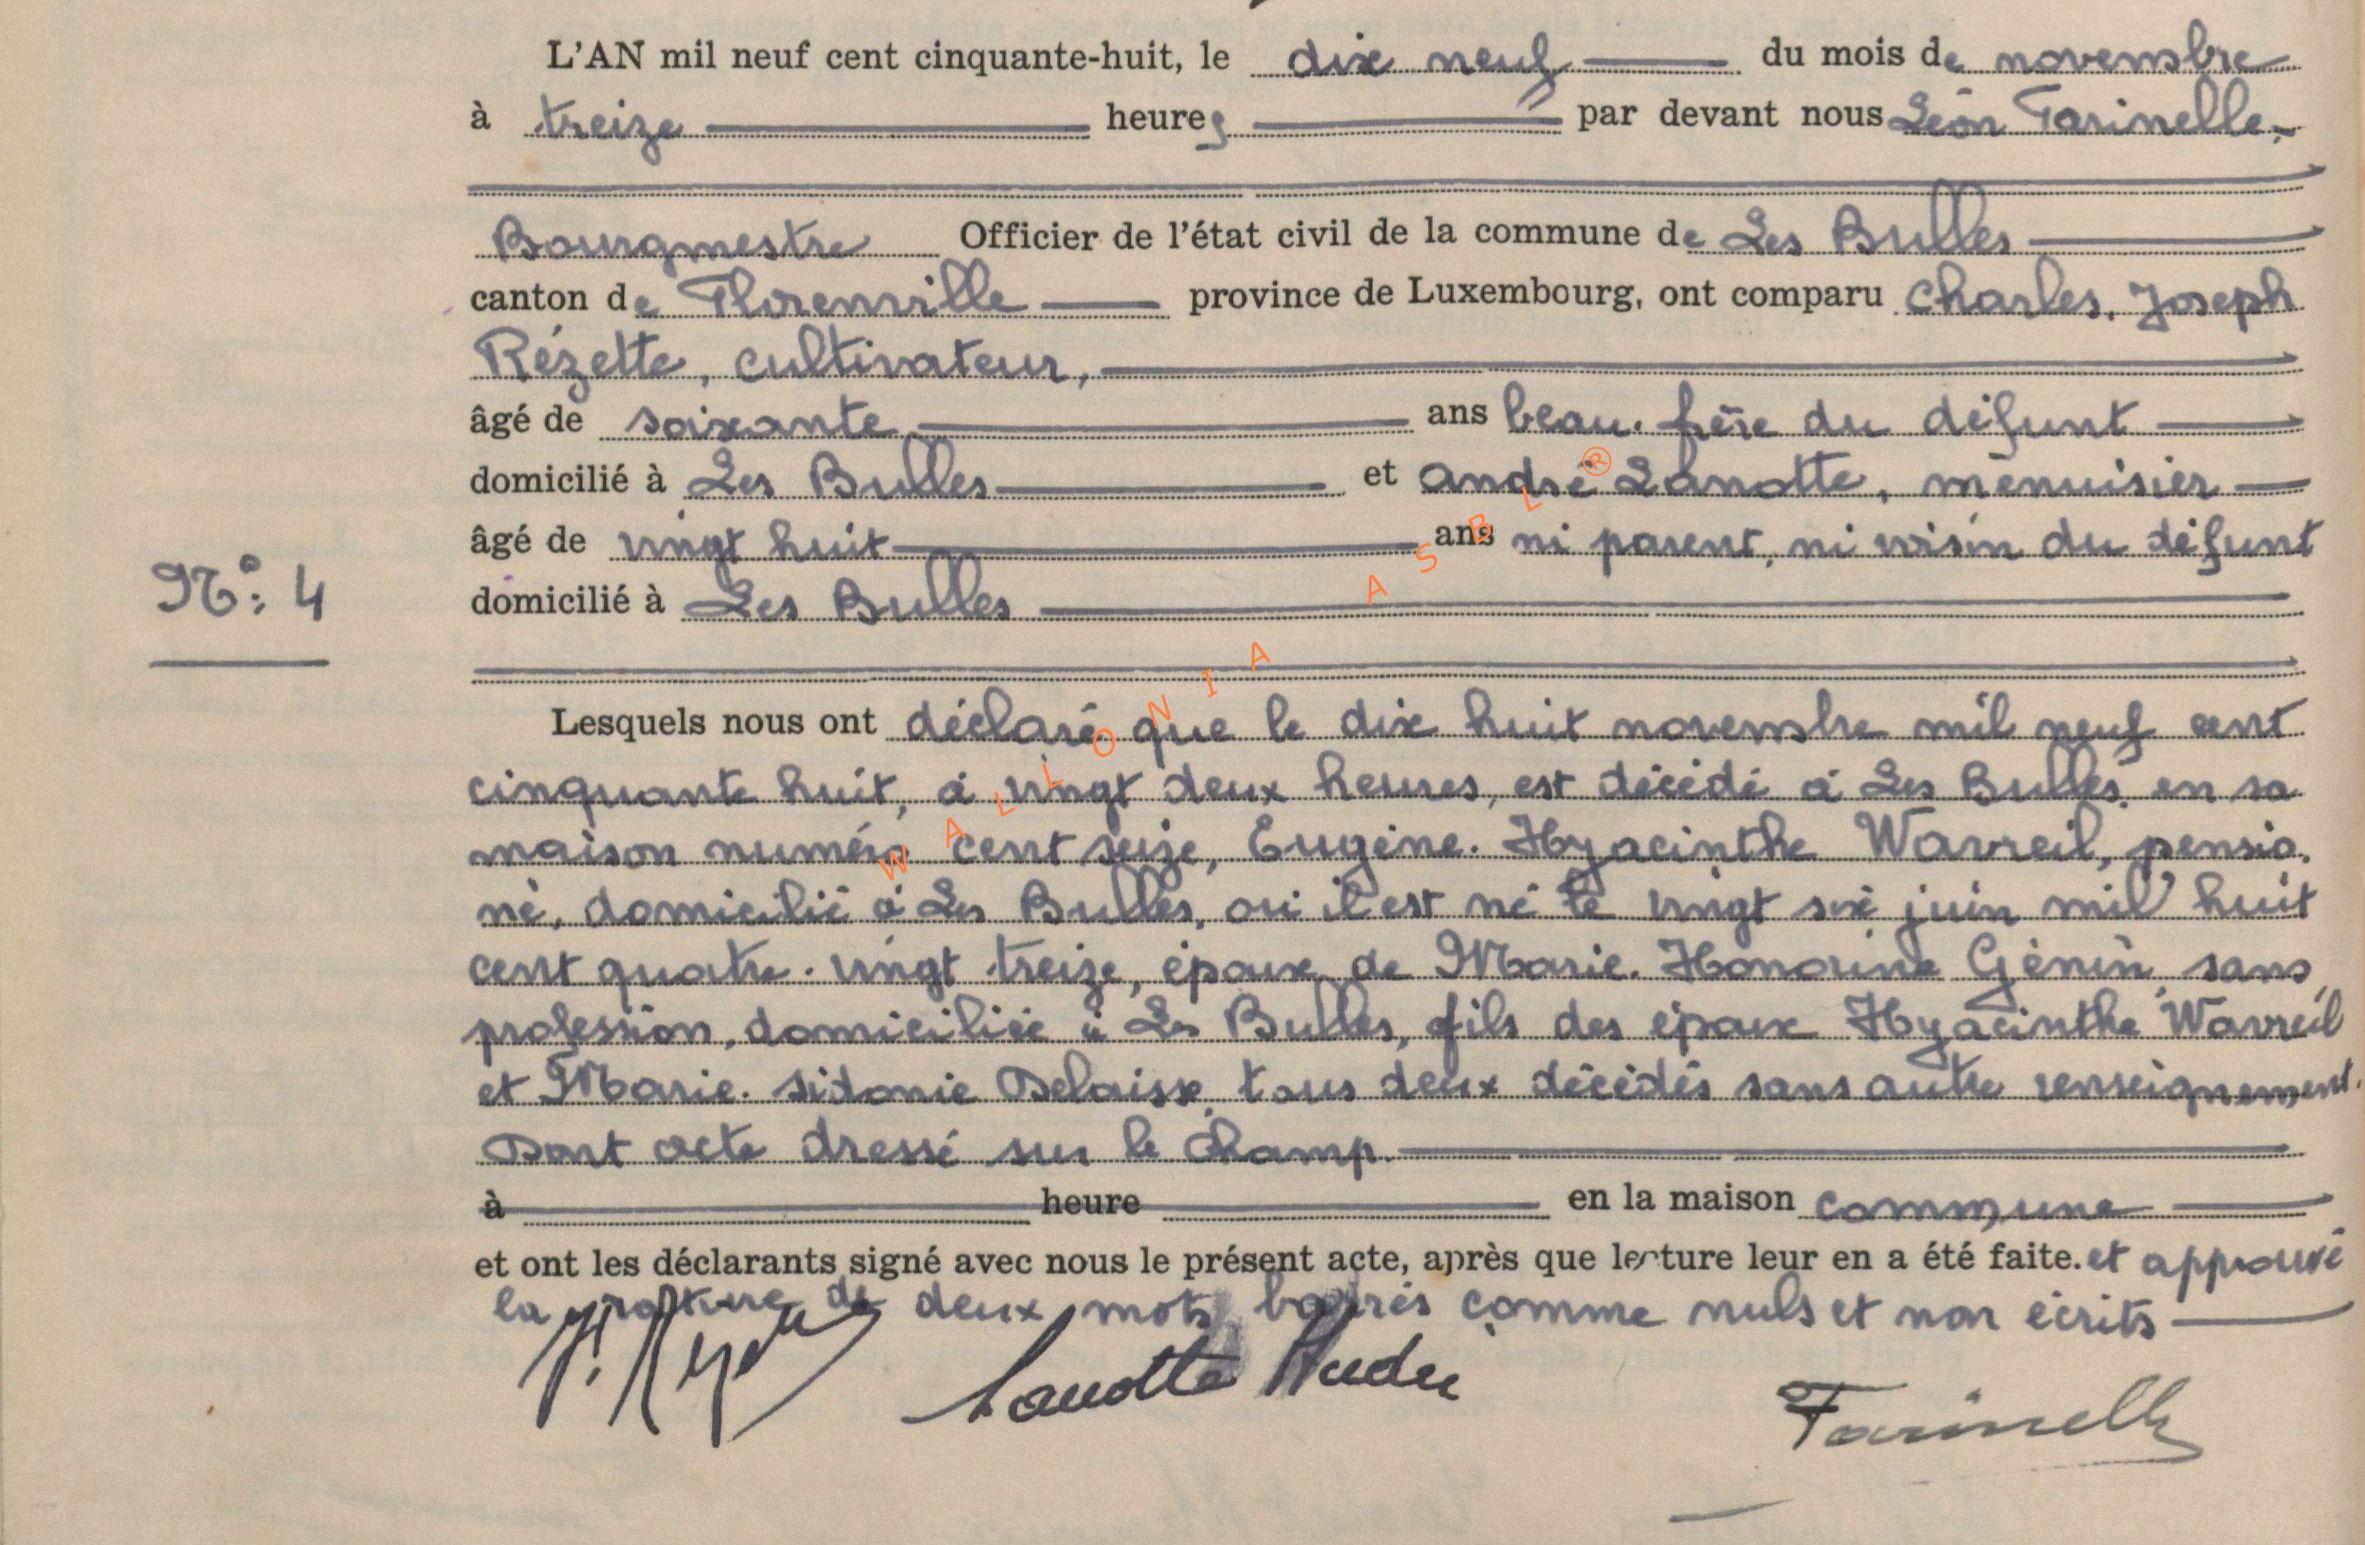 L'AN mil neuf cent cinquante-huit, le dix neuf du mois de novembre
à treize heures par devant nous Léon Farinelle,
Bourgmestre Officier de l'état civil de la commune de Les Bulles
canton de Florenville province de Luxembourg, ont comparu Charles, Joseph
Rézette, cultivateur,
âgé de soixante ans beau-frère du défunt
domicilié à Les Bulles et André Lanotte, menuisier
âgé de vingt huit ans ni parent, ni voisin du défunt
N°: 4
domicilié à Les Bulles
Lesquels nous ont déclaré que le dix huit novembre mil neuf cent
cinquante huit, à vingt deux heures, est décédé à Les Bulles, en sa
maison numéro cent seize, Eugène-Hyacinthe Wavreil, pensio-
né, domicilié à Les Bulles, où il est né le vingt six juin mil huit
cent quatre-vingt treize, époux de Marie-Honorine Génin, sans
profession, domiciliée à Les Bulles, fils des époux Hyacinthe Wavreil
et Marie-Sidonie Delaisse, tous deux décédés sans autre renseignement.
Dont acte dressé sur le champ.
à heure en la maison commune
et ont les déclarants signé avec nous le présent acte, après que lecture leur en a été faite. et approuvé
la rature de deux mots barrés comme nuls et non écrits
Lanotte André
Farinelle
WALLONIA ASBL ®